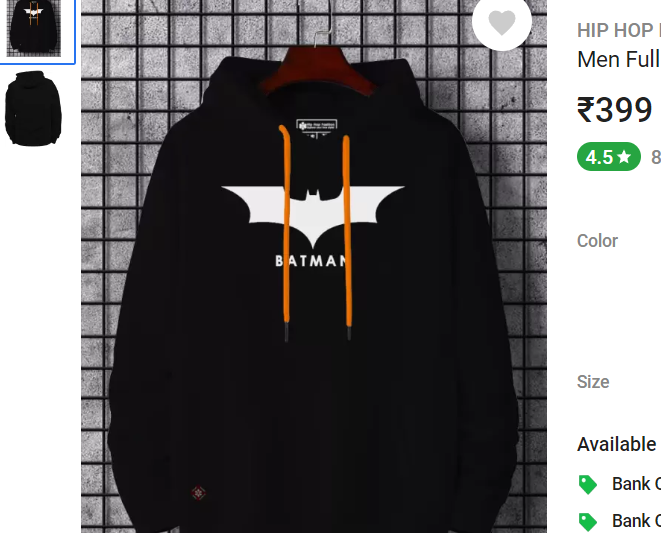 BATMAN
HIP HOP
Men Full
₹399
4.5
8
Color
Size
Available
Bank
Bank